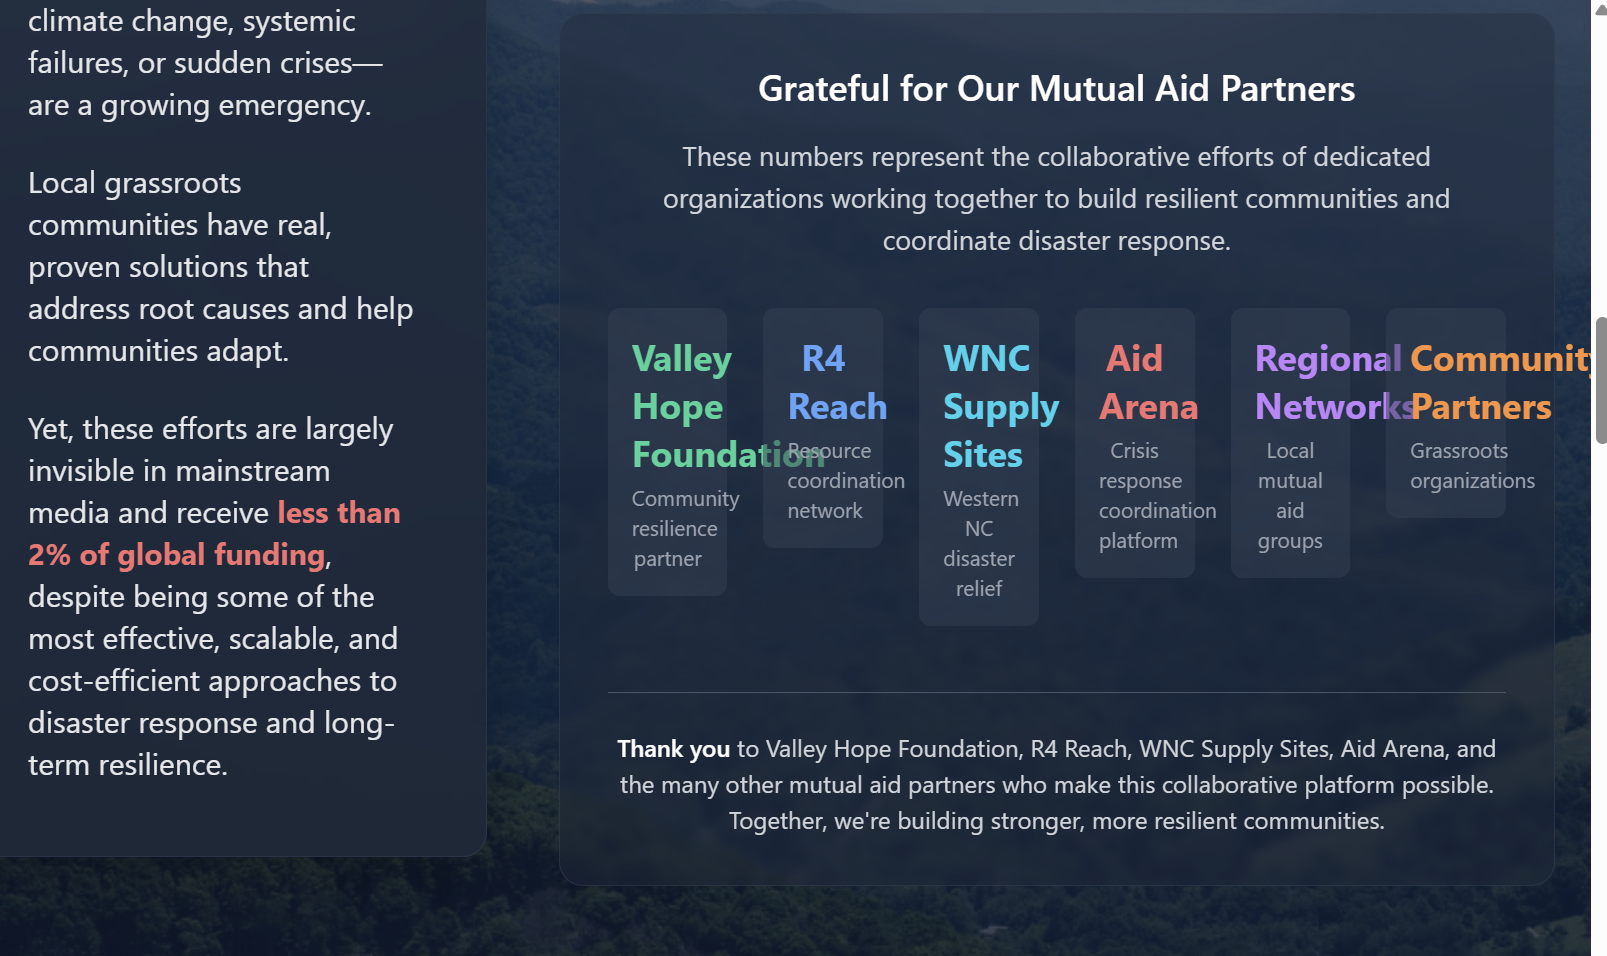 climate change, systemic
failures, or sudden crises—
are a growing emergency.
Local grassroots
communities have real,
proven solutions that
address root causes and help
communities adapt.
Yet, these efforts are largely
invisible in mainstream
media and receive less than
2% of global funding,
despite being some of the
most effective, scalable, and
cost-efficient approaches to
disaster response and long-
term resilience.
Grateful for Our Mutual Aid Partners
These numbers represent the collaborative efforts of dedicated
organizations working together to build resilient communities and
coordinate disaster response.
Valley
Hope
Foundation
Community
resilience
partner
R4
Reach
Resource
coordination
network
WNC
Supply
Sites
Western
NC
disaster
relief
Aid
Arena
Crisis
response
coordination
platform
Regional
Networks
Local
mutual
aid
groups
Community
Partners
Grassroots
organizations
Thank you to Valley Hope Foundation, R4 Reach, WNC Supply Sites, Aid Arena, and
the many other mutual aid partners who make this collaborative platform possible.
Together, we're building stronger, more resilient communities.